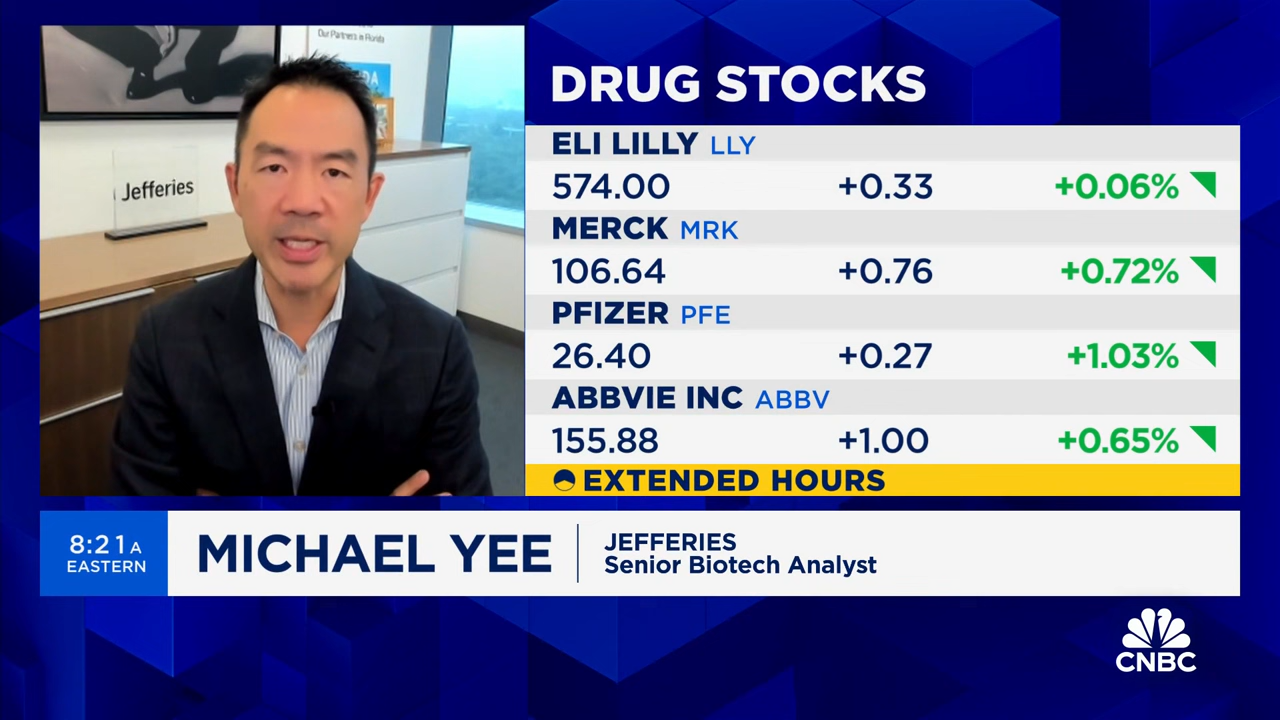 Our Partners in Florida
Jefferies
DRUG STOCKS
ELI LILLY LLY
574.00 +0.33 +0.06%
MERCK MRK
106.64 +0.76 +0.72%
PFIZER PFE
26.40 +0.27 +1.03%
ABBVIE INC ABBV
155.88 +1.00 +0.65%
EXTENDED HOURS
8:21A
EASTERN
MICHAEL YEE
JEFFERIES
Senior Biotech Analyst
CNBC